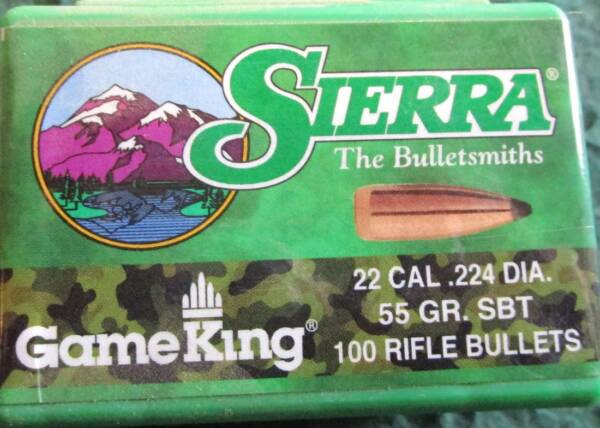 SIERRA®
The Bulletsmiths
22 CAL .224 DIA.
55 GR. SBT
100 RIFLE BULLETS
GameKing®